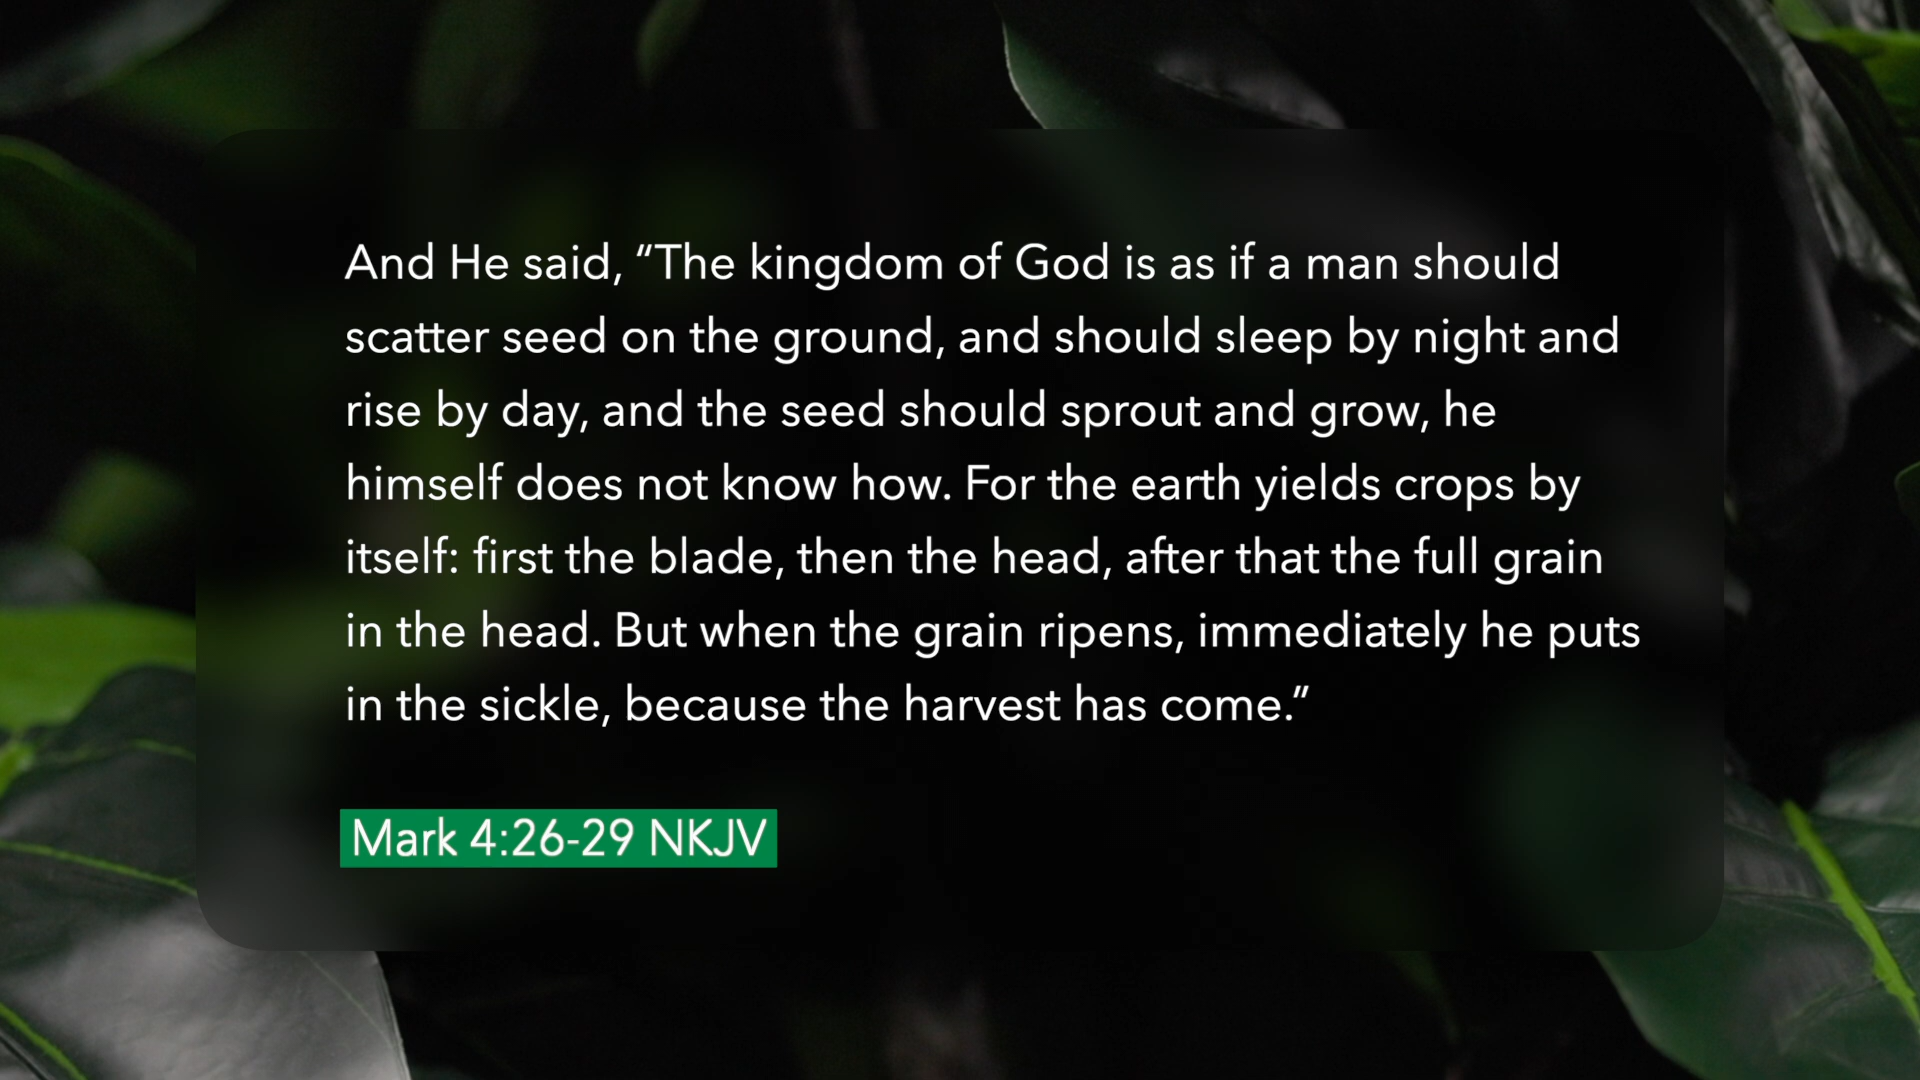 And He said, “The kingdom of God is as if a man should
scatter seed on the ground, and should sleep by night and
rise by day, and the seed should sprout and grow, he
himself does not know how. For the earth yields crops by
itself: first the blade, then the head, after that the full grain
in the head. But when the grain ripens, immediately he puts
in the sickle, because the harvest has come.”
Mark 4:26-29 NKJV